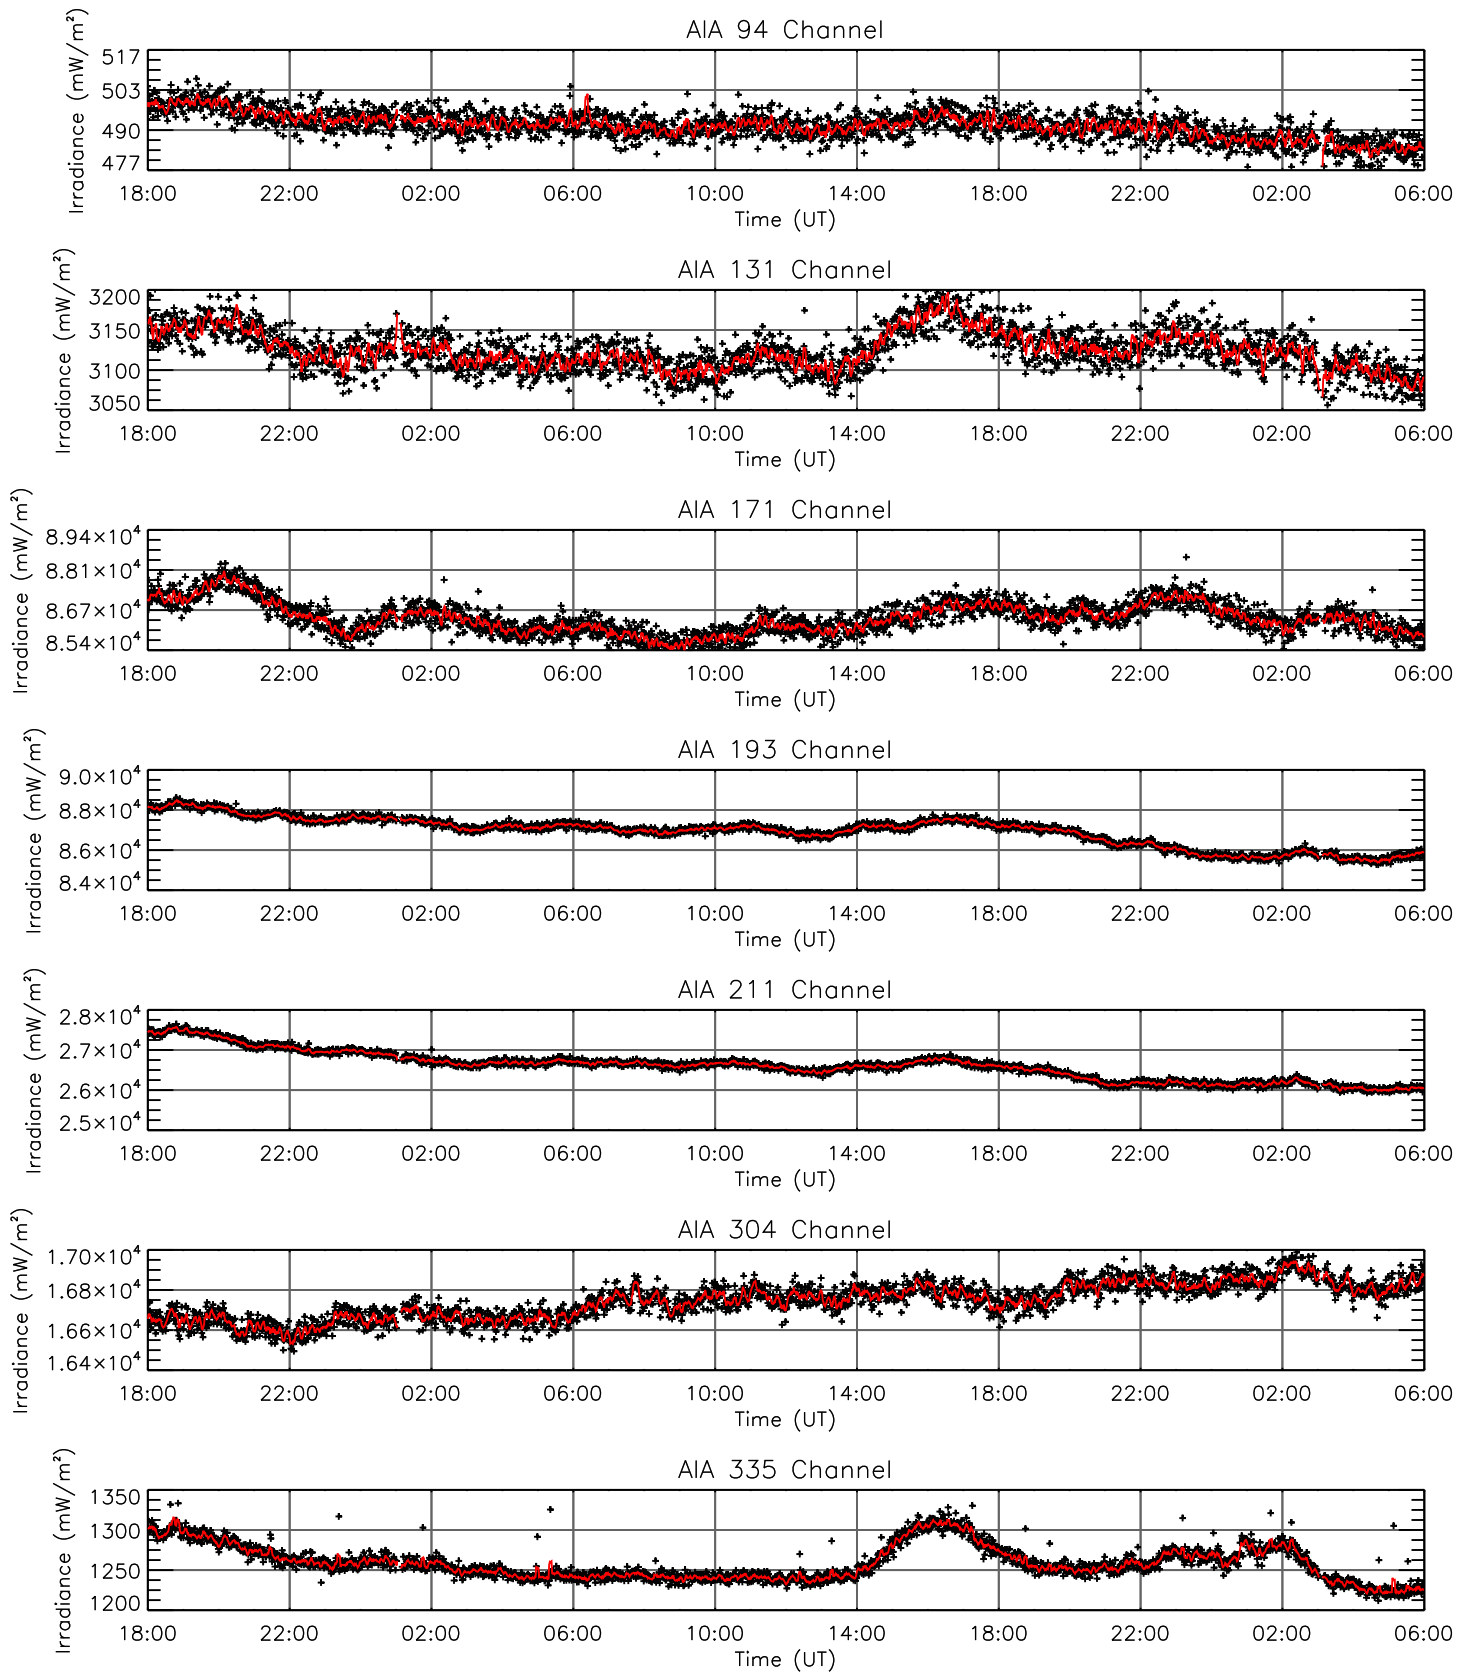 AIA 94 Channel
Irradiance (mW/m²)
517
503
490
477
18:00 22:00 02:00 06:00 10:00 14:00 18:00 22:00 02:00 06:00
Time (UT)
AIA 131 Channel
Irradiance (mW/m²)
3200
3150
3100
3050
18:00 22:00 02:00 06:00 10:00 14:00 18:00 22:00 02:00 06:00
Time (UT)
AIA 171 Channel
Irradiance (mW/m²)
8.94×10⁴
8.81×10⁴
8.67×10⁴
8.54×10⁴
18:00 22:00 02:00 06:00 10:00 14:00 18:00 22:00 02:00 06:00
Time (UT)
AIA 193 Channel
Irradiance (mW/m²)
9.0×10⁴
8.8×10⁴
8.6×10⁴
8.4×10⁴
18:00 22:00 02:00 06:00 10:00 14:00 18:00 22:00 02:00 06:00
Time (UT)
AIA 211 Channel
Irradiance (mW/m²)
2.8×10⁴
2.7×10⁴
2.6×10⁴
2.5×10⁴
18:00 22:00 02:00 06:00 10:00 14:00 18:00 22:00 02:00 06:00
Time (UT)
AIA 304 Channel
Irradiance (mW/m²)
1.70×10⁴
1.68×10⁴
1.66×10⁴
1.64×10⁴
18:00 22:00 02:00 06:00 10:00 14:00 18:00 22:00 02:00 06:00
Time (UT)
AIA 335 Channel
Irradiance (mW/m²)
1350
1300
1250
1200
18:00 22:00 02:00 06:00 10:00 14:00 18:00 22:00 02:00 06:00
Time (UT)